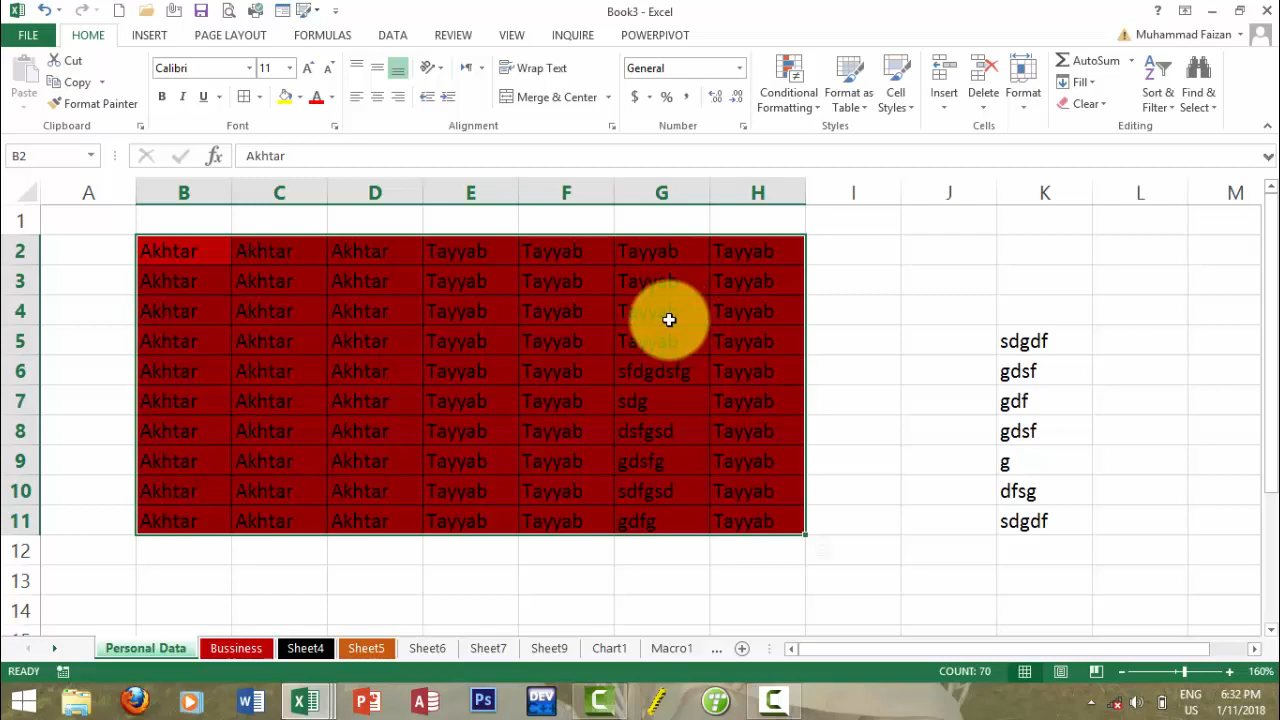 Book3 - Excel
FILE HOME INSERT PAGE LAYOUT FORMULAS DATA REVIEW VIEW INQUIRE POWERPIVOT Muhammad Faizan
Paste Cut Copy Format Painter
Calibri 11
Wrap Text
Merge & Center
General
$ % ,
Conditional Formatting
Format as Table
Cell Styles
Insert Delete Format
AutoSum
Fill
Clear
Sort & Filter
Find & Select
Clipboard Font Alignment Number Styles Cells Editing
B2 fx Akhtar
A B C D E F G H I J K L M
1
2 Akhtar Akhtar Akhtar Tayyab Tayyab Tayyab Tayyab
3 Akhtar Akhtar Akhtar Tayyab Tayyab Tayyab Tayyab
4 Akhtar Akhtar Akhtar Tayyab Tayyab Tayyab Tayyab
5 Akhtar Akhtar Akhtar Tayyab Tayyab Tayyab Tayyab sdgdf
6 Akhtar Akhtar Akhtar Tayyab Tayyab sfdgdsfg Tayyab gdsf
7 Akhtar Akhtar Akhtar Tayyab Tayyab sdg Tayyab gdf
8 Akhtar Akhtar Akhtar Tayyab Tayyab dsfgsd Tayyab gdsf
9 Akhtar Akhtar Akhtar Tayyab Tayyab gdsfg Tayyab g
10 Akhtar Akhtar Akhtar Tayyab Tayyab sdfgsd Tayyab dfsg
11 Akhtar Akhtar Akhtar Tayyab Tayyab gdfg Tayyab sdgdf
12
13
14
Personal Data Bussiness Sheet4 Sheet5 Sheet6 Sheet7 Sheet9 Chart1 Macro1 ...
READY COUNT: 70 160%
ENG 6:32 PM
US 1/11/2018